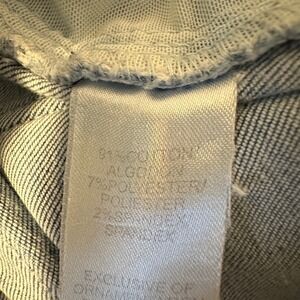 91%COTTON/
ALGODON
7%POLYESTER/
POLIESTER
2%SPANDEX/
SPANDEX
EXCLUSIVE OF